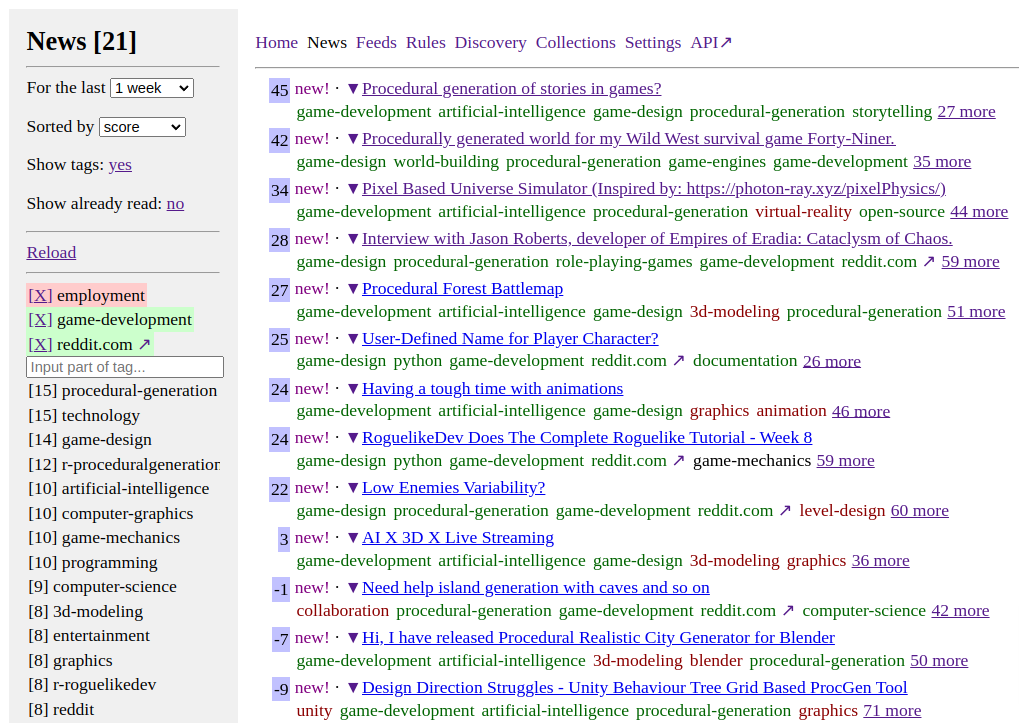 News [21]
For the last 1 week
Sorted by score
Show tags: yes
Show already read: no
Reload
[X] employment
[X] game-development
[X] reddit.com ↗
Input part of tag...
[15] procedural-generation
[15] technology
[14] game-design
[12] r-proceduralgeneration
[10] artificial-intelligence
[10] computer-graphics
[10] game-mechanics
[10] programming
[9] computer-science
[8] 3d-modeling
[8] entertainment
[8] graphics
[8] r-roguelikedev
[8] reddit
Home News Feeds Rules Discovery Collections Settings API↗
45 new! · ▼Procedural generation of stories in games?
game-development artificial-intelligence game-design procedural-generation storytelling 27 more
42 new! · ▼Procedurally generated world for my Wild West survival game Forty-Niner.
game-design world-building procedural-generation game-engines game-development 35 more
34 new! · ▼Pixel Based Universe Simulator (Inspired by: https://photon-ray.xyz/pixelPhysics/)
game-development artificial-intelligence procedural-generation virtual-reality open-source 44 more
28 new! · ▼Interview with Jason Roberts, developer of Empires of Eradia: Cataclysm of Chaos.
game-design procedural-generation role-playing-games game-development reddit.com ↗ 59 more
27 new! · ▼Procedural Forest Battlemap
game-development artificial-intelligence game-design 3d-modeling procedural-generation 51 more
25 new! · ▼User-Defined Name for Player Character?
game-design python game-development reddit.com ↗ documentation 26 more
24 new! · ▼Having a tough time with animations
game-development artificial-intelligence game-design graphics animation 46 more
24 new! · ▼RoguelikeDev Does The Complete Roguelike Tutorial - Week 8
game-design python game-development reddit.com ↗ game-mechanics 59 more
22 new! · ▼Low Enemies Variability?
game-design procedural-generation game-development reddit.com ↗ level-design 60 more
3 new! · ▼AI X 3D X Live Streaming
game-development artificial-intelligence game-design 3d-modeling graphics 36 more
-1 new! · ▼Need help island generation with caves and so on
collaboration procedural-generation game-development reddit.com ↗ computer-science 42 more
-7 new! · ▼Hi, I have released Procedural Realistic City Generator for Blender
game-development artificial-intelligence 3d-modeling blender procedural-generation 50 more
-9 new! · ▼Design Direction Struggles - Unity Behaviour Tree Grid Based ProcGen Tool
unity game-development artificial-intelligence procedural-generation graphics 71 more